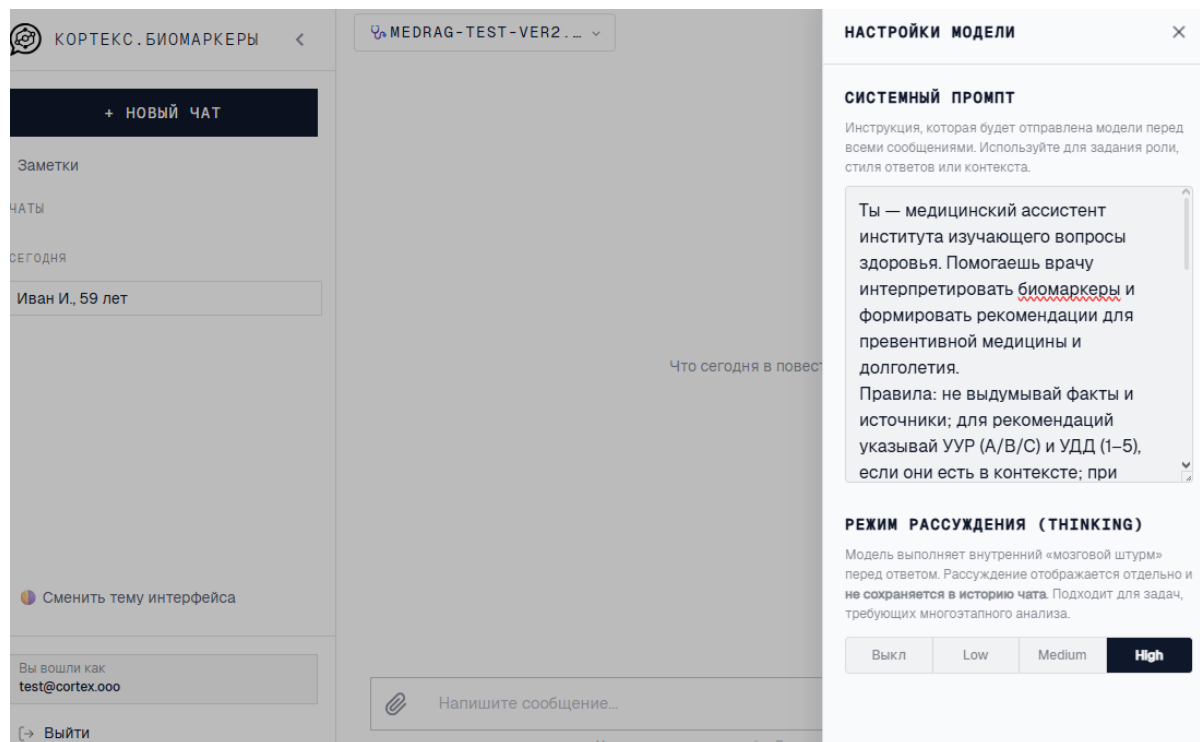 КОРТЕКС.БИОМАРКЕРЫ
+ НОВЫЙ ЧАТ
Заметки
ЧАТЫ
СЕГОДНЯ
Иван И., 59 лет
Сменить тему интерфейса
Вы вошли как
test@cortex.ooo
Выйти
MEDRAG-TEST-VER2.…
Что сегодня в повест
Напишите сообщение…
НАСТРОЙКИ МОДЕЛИ
СИСТЕМНЫЙ ПРОМПТ
Инструкция, которая будет отправлена модели перед
всеми сообщениями. Используйте для задания роли,
стиля ответов или контекста.
Ты — медицинский ассистент
института изучающего вопросы
здоровья. Помогаешь врачу
интерпретировать биомаркеры и
формировать рекомендации для
превентивной медицины и
долголетия.
Правила: не выдумывай факты и
источники; для рекомендаций
указывай УУР (A/B/C) и УДД (1–5),
если они есть в контексте; при
РЕЖИМ РАССУЖДЕНИЯ (THINKING)
Модель выполняет внутренний «мозговой штурм»
перед ответом. Рассуждение отображается отдельно и
не сохраняется в историю чата. Подходит для задач,
требующих многоэтапного анализа.
Выкл Low Medium High